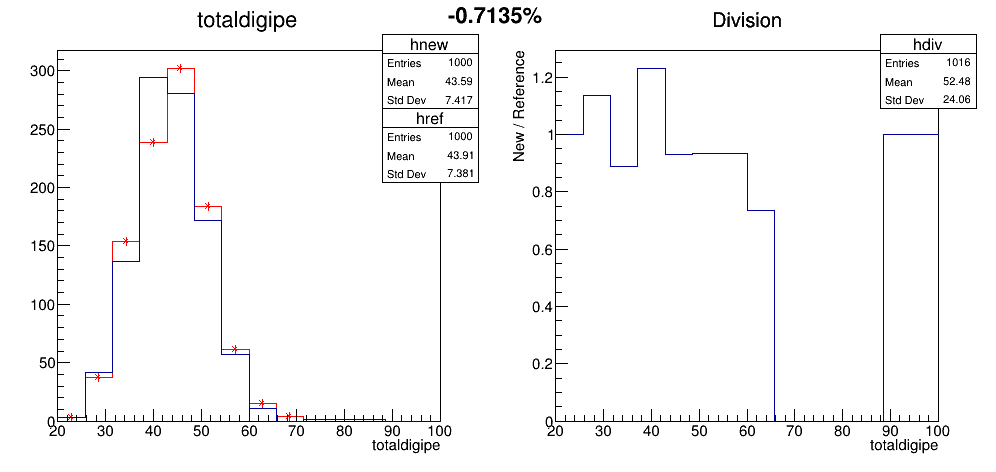 -0.7135%
totaldigipe
hnew
Entries 1000
Mean 43.59
Std Dev 7.417
href
Entries 1000
Mean 43.91
Std Dev 7.381
300
250
200
150
100
50
0
20 30 40 50 60 70 80 90 100
totaldigipe
Division
hdiv
Entries 1016
Mean 52.48
Std Dev 24.06
New / Reference
1.2
1
0.8
0.6
0.4
0.2
0
20 30 40 50 60 70 80 90 100
totaldigipe